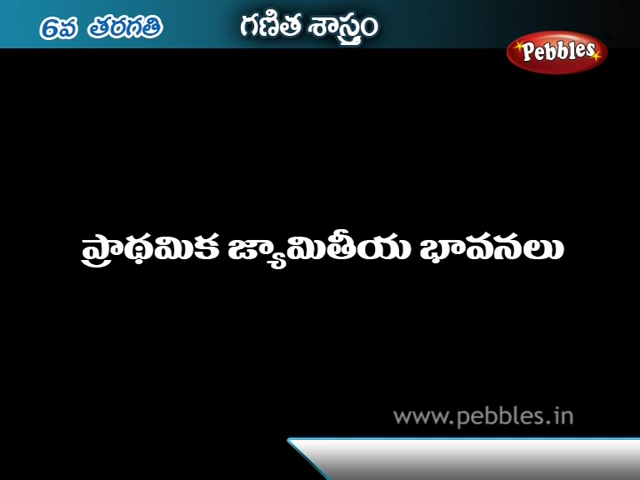 6వ తరగతి
గణిత శాస్త్రం
Pebbles
ప్రాథమిక జ్యామితీయ భావనలు
www.pebbles.in